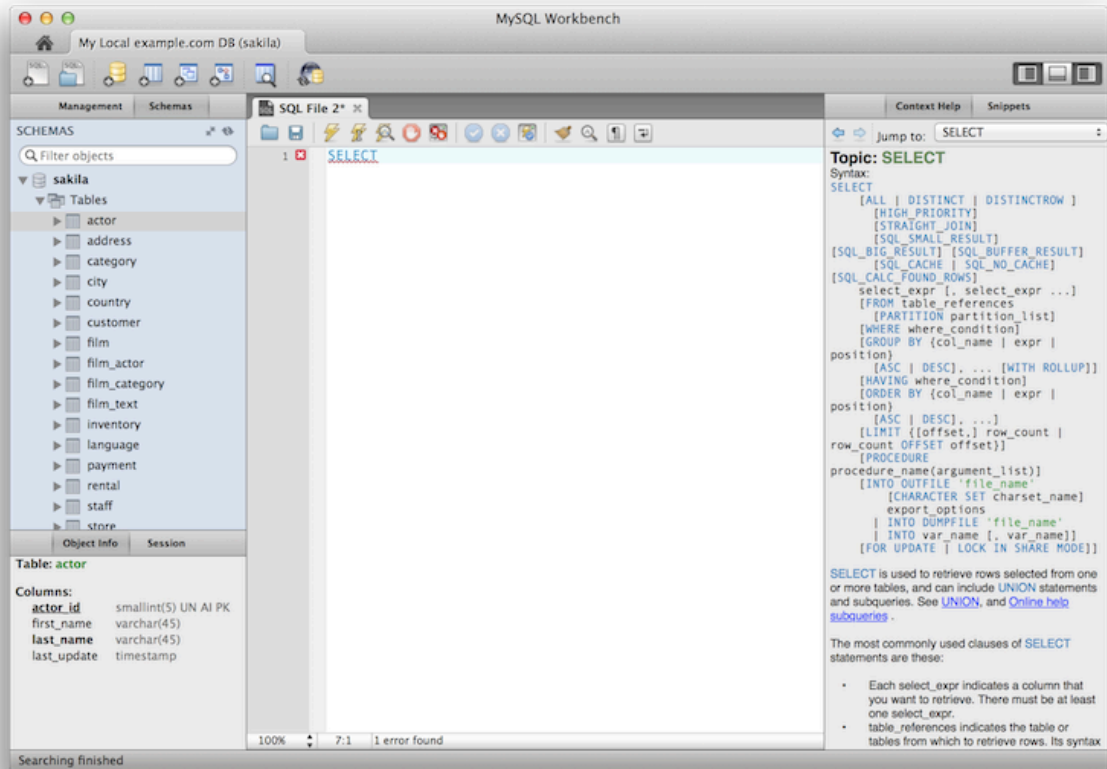 MySQL Workbench
My Local example.com DB (sakila)
Management Schemas
SCHEMAS
Filter objects
sakila
Tables
actor
address
category
city
country
customer
film
film_actor
film_category
film_text
inventory
language
payment
rental
staff
store
Object Info Session
Table: actor
Columns:
actor_id smallint(5) UN AI PK
first_name varchar(45)
last_name varchar(45)
last_update timestamp
SQL File 2*
1 SELECT
100% 7:1 1 error found
Context Help Snippets
Jump to: SELECT
Topic: SELECT
Syntax:
SELECT
[ALL | DISTINCT | DISTINCTROW ]
[HIGH_PRIORITY]
[STRAIGHT_JOIN]
[SQL_SMALL_RESULT]
[SQL_BIG_RESULT] [SQL_BUFFER_RESULT]
[SQL_CACHE | SQL_NO_CACHE]
[SQL_CALC_FOUND_ROWS]
select_expr [, select_expr ...]
[FROM table_references
[PARTITION partition_list]
[WHERE where_condition]
[GROUP BY {col_name | expr |
position}
[ASC | DESC], ... [WITH ROLLUP]]
[HAVING where_condition]
[ORDER BY {col_name | expr |
position}
[ASC | DESC], ...]
[LIMIT {[offset,] row_count |
row_count OFFSET offset}]
[PROCEDURE
procedure_name(argument_list)]
[INTO OUTFILE 'file_name'
[CHARACTER SET charset_name]
export_options
| INTO DUMPFILE 'file_name'
| INTO var_name [, var_name]]
[FOR UPDATE | LOCK IN SHARE MODE]]
SELECT is used to retrieve rows selected from one
or more tables, and can include UNION statements
and subqueries. See UNION, and Online help
subqueries .
The most commonly used clauses of SELECT
statements are these:
• Each select_expr indicates a column that
you want to retrieve. There must be at least
one select_expr.
• table_references indicates the table or
tables from which to retrieve rows. Its syntax
Searching finished